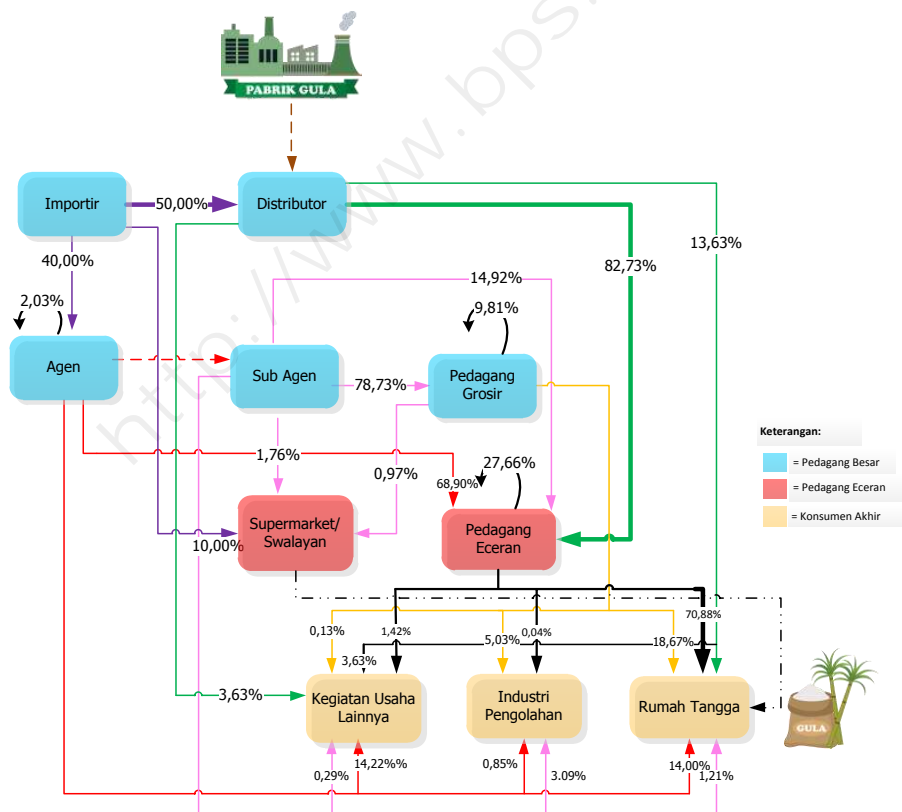 PABRIK GULA
http://www.bps.
Importir
50,00%
Distributor
13,63%
40,00%
82,73%
2,03%
14,92%
9,81%
Agen
Sub Agen
78,73%
Pedagang
Grosir
1,76%
0,97%
27,66%
68,90%
Keterangan:
= Pedagang Besar
= Pedagang Eceran
= Konsumen Akhir
Supermarket/
Swalayan
10,00%
Pedagang
Eceran
70,88%
0,13%
1,42%
5,03%
0,04%
18,67%
3,63%
3,63%
Kegiatan Usaha
Lainnya
Industri
Pengolahan
Rumah Tangga
GULA
0,29%
14,22%%
0,85%
3.09%
14,00%
1,21%